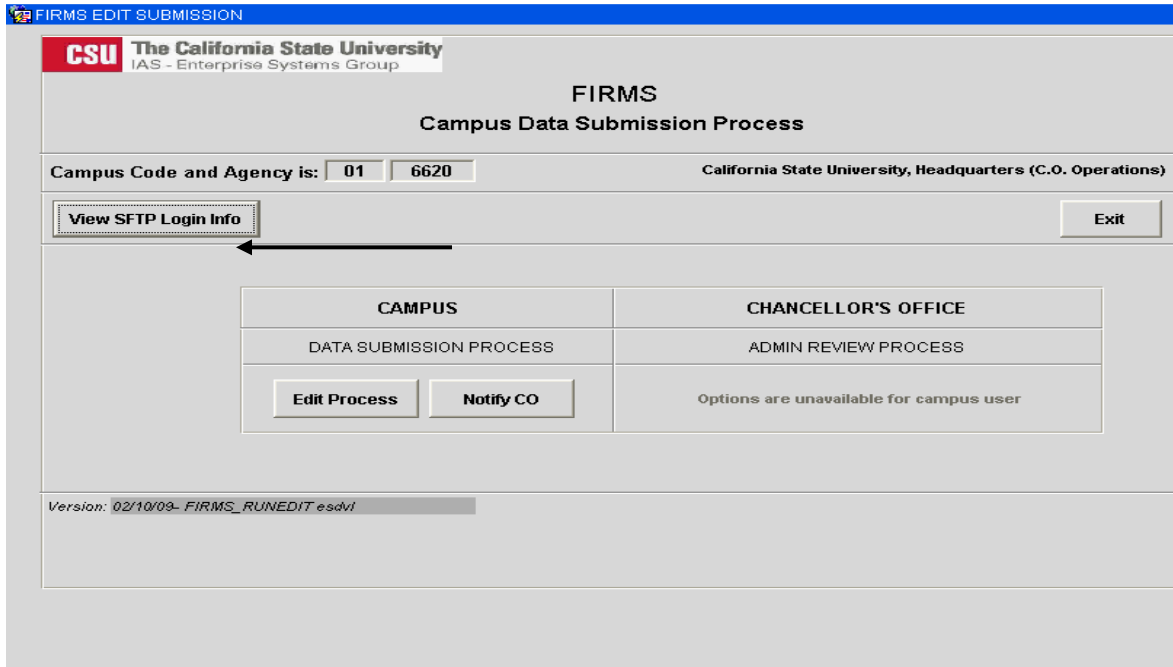 FIRMS EDIT SUBMISSION
CSU The California State University
IAS - Enterprise Systems Group
FIRMS
Campus Data Submission Process
Campus Code and Agency is: 01 6620 California State University, Headquarters (C.O. Operations)
View SFTP Login Info Exit
CAMPUS CHANCELLOR'S OFFICE
DATA SUBMISSION PROCESS ADMIN REVIEW PROCESS
Edit Process Notify CO Options are unavailable for campus user
Version: 02/10/09- FIRMS_RUNEDIT esdvl